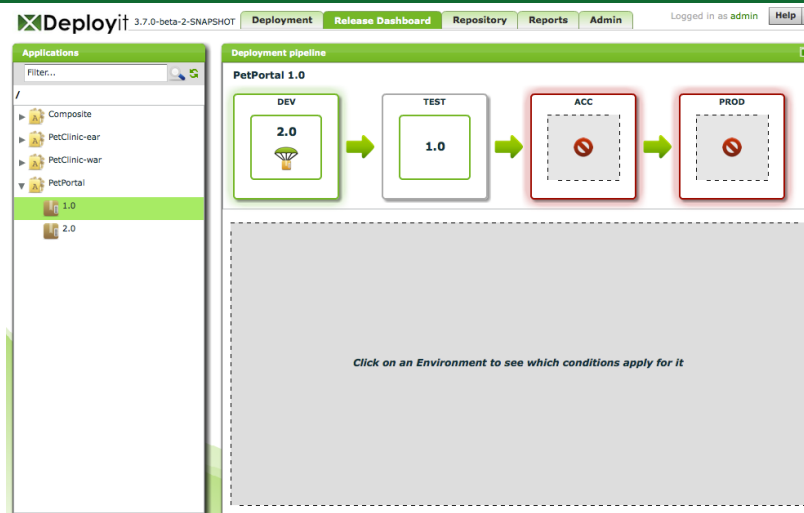 Deployit 3.7.0-beta-2-SNAPSHOT Deployment Release Dashboard Repository Reports Admin Logged in as admin Help
Applications
Filter...
/
Composite
PetClinic-ear
PetClinic-war
PetPortal
1.0
2.0
Deployment pipeline
PetPortal 1.0
DEV TEST ACC PROD
2.0 1.0
Click on an Environment to see which conditions apply for it